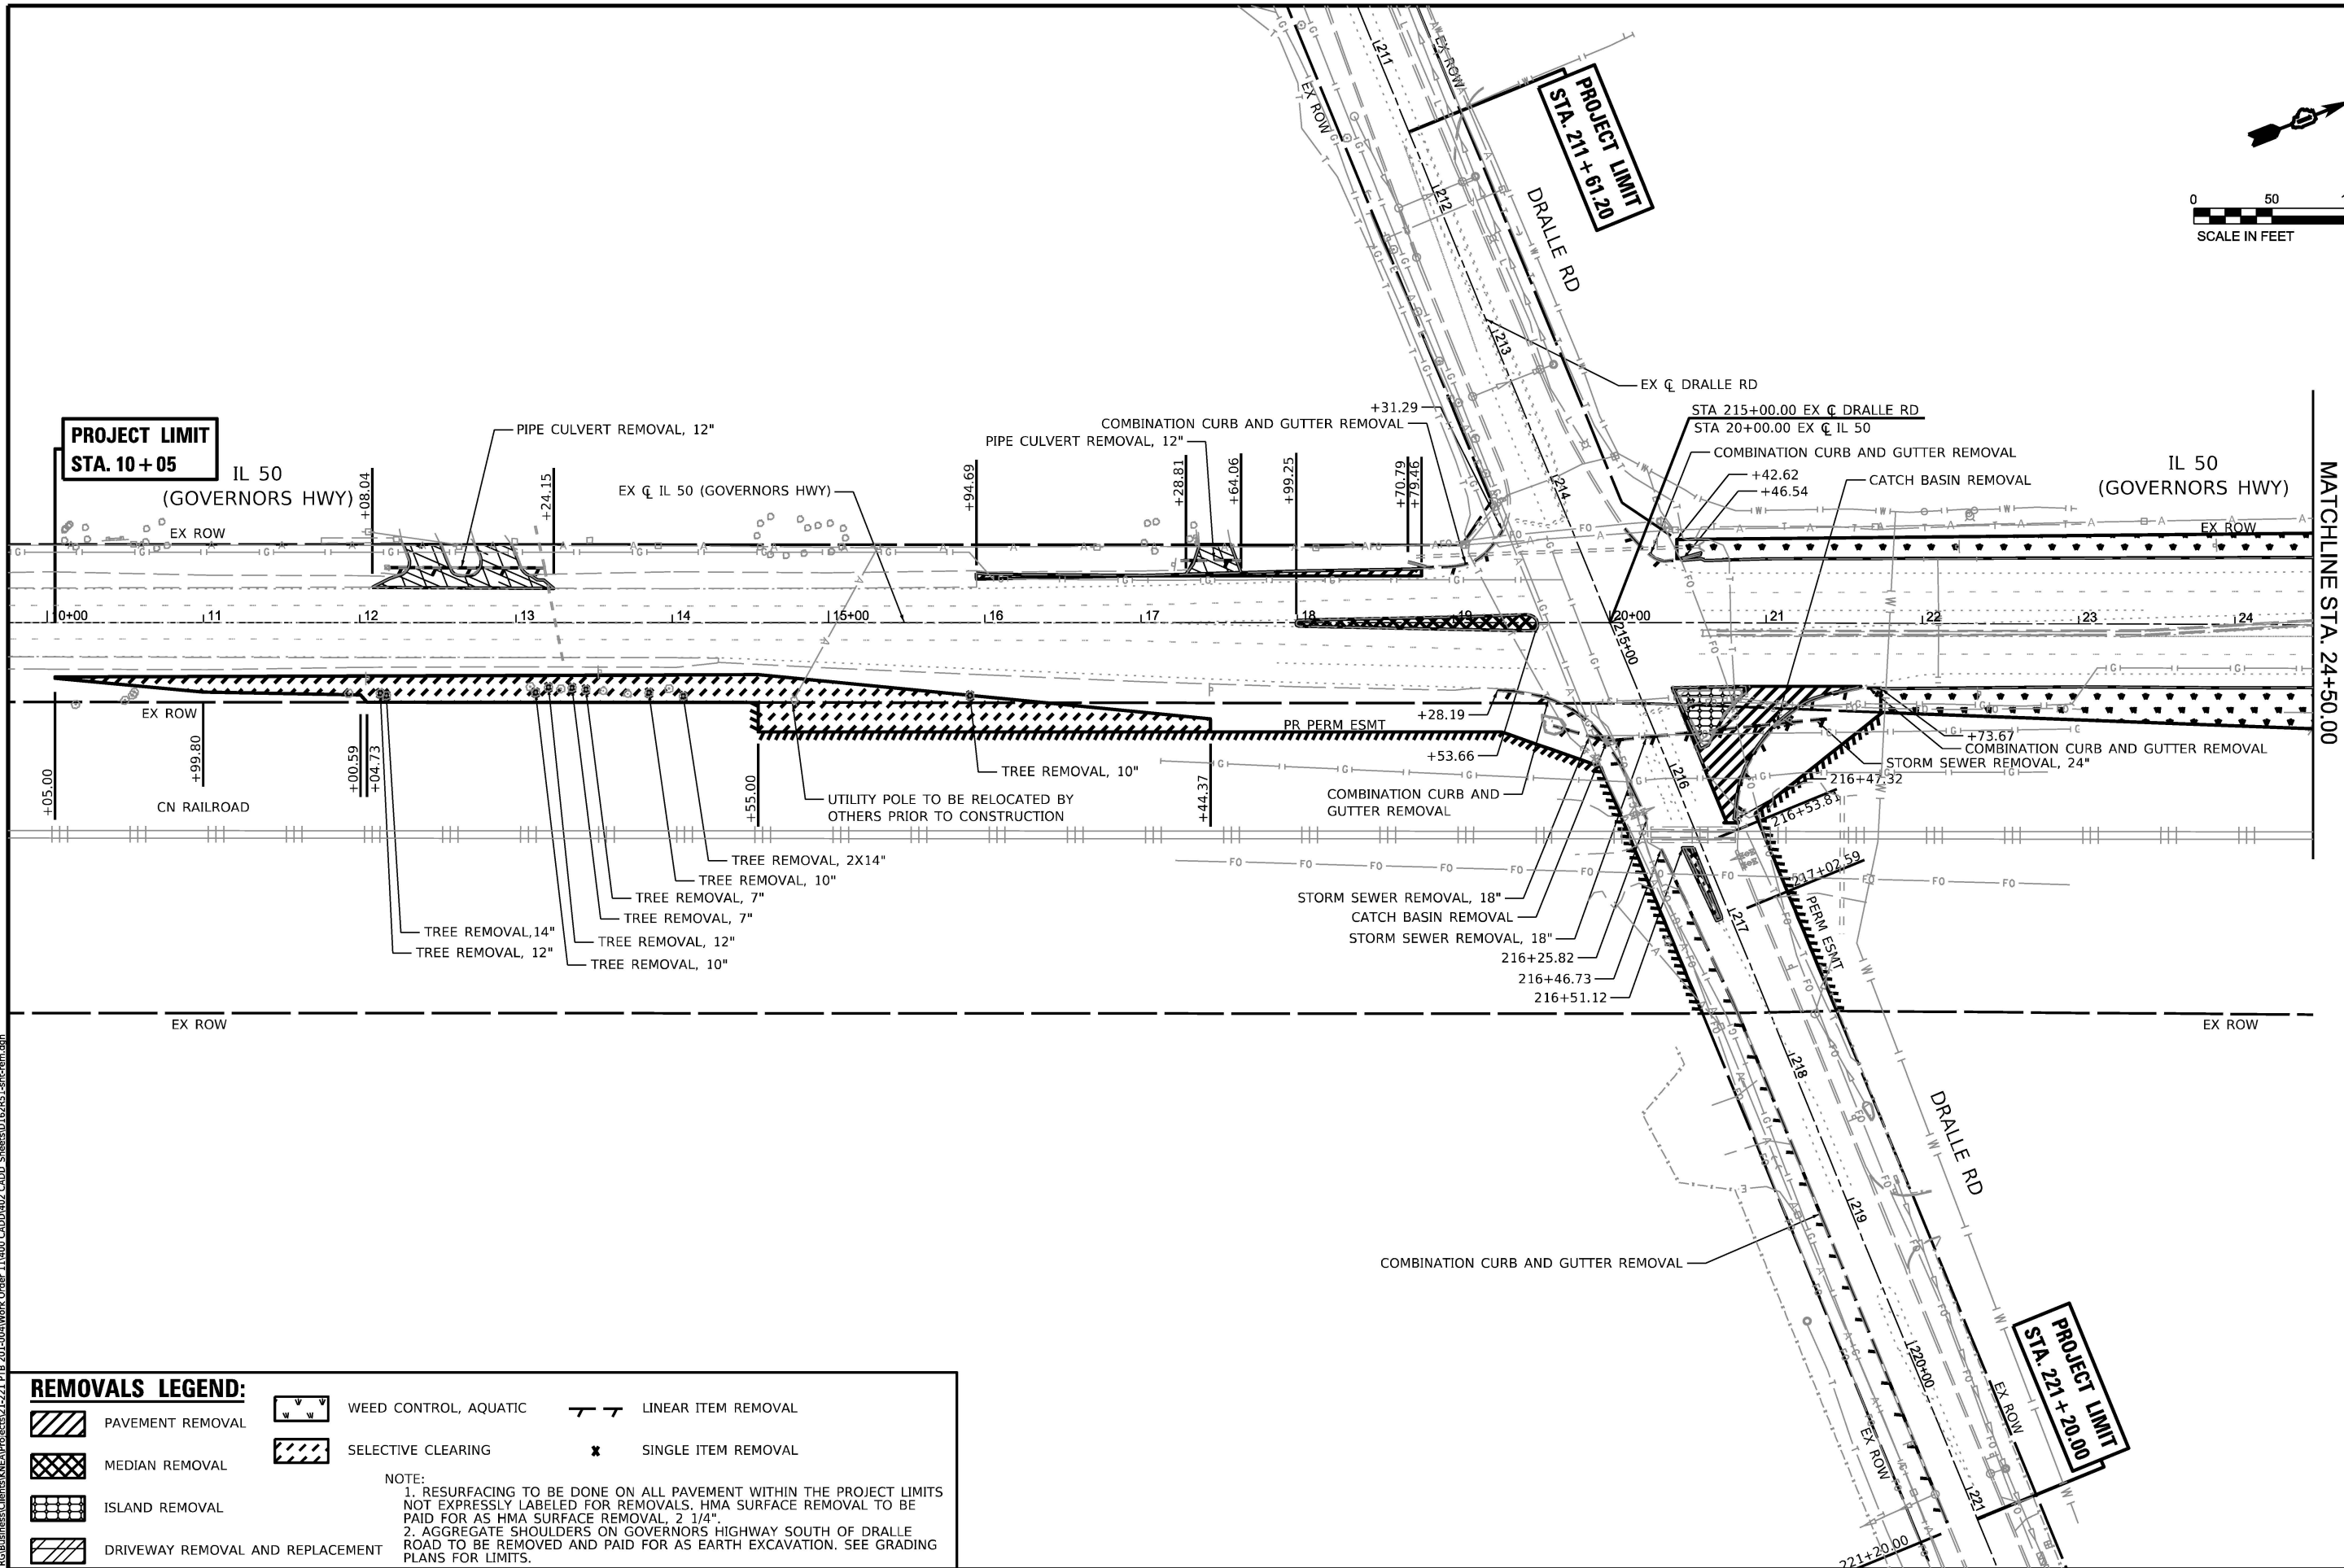 211
EX ROW
EX ROW
PROJECT LIMIT
STA. 211 + 61.20
212
DRALLE RD
0 50
SCALE IN FEET
213
EX ℄ DRALLE RD
+31.29
COMBINATION CURB AND GUTTER REMOVAL
PIPE CULVERT REMOVAL, 12"
STA 215+00.00 EX ℄ DRALLE RD
STA 20+00.00 EX ℄ IL 50
COMBINATION CURB AND GUTTER REMOVAL
+42.62
+46.54
CATCH BASIN REMOVAL
PROJECT LIMIT
STA. 10 + 05
PIPE CULVERT REMOVAL, 12"
IL 50
(GOVERNORS HWY)
+08.04
+24.15
EX ℄ IL 50 (GOVERNORS HWY)
+94.69
+28.81
+64.06
+99.25
+70.79
+79.46
214
IL 50
(GOVERNORS HWY)
MATCHLINE STA. 24+50.00
EX ROW
EX ROW
10+00
11
12
13
14
15+00
16
17
18
19
20+00
21
22
23
24
215+00
EX ROW
PR PERM ESMT
+28.19
+53.66
+73.67
COMBINATION CURB AND GUTTER REMOVAL
STORM SEWER REMOVAL, 24"
216+47.32
216+53.81
216
+05.00
+99.80
+00.59
+04.73
+55.00
+44.37
CN RAILROAD
TREE REMOVAL, 10"
UTILITY POLE TO BE RELOCATED BY
OTHERS PRIOR TO CONSTRUCTION
COMBINATION CURB AND
GUTTER REMOVAL
TREE REMOVAL, 2X14"
TREE REMOVAL, 10"
TREE REMOVAL, 7"
TREE REMOVAL, 7"
TREE REMOVAL,14"
TREE REMOVAL, 12"
TREE REMOVAL, 12"
TREE REMOVAL, 10"
STORM SEWER REMOVAL, 18"
CATCH BASIN REMOVAL
STORM SEWER REMOVAL, 18"
216+25.82
216+46.73
216+51.12
217+02.59
217
PERM ESMT
EX ROW
EX ROW
218
DRALLE RD
219
COMBINATION CURB AND GUTTER REMOVAL
220+00
EX ROW
EX ROW
PROJECT LIMIT
STA. 221 + 20.00
221
221+20.00
REMOVALS LEGEND:
PAVEMENT REMOVAL
MEDIAN REMOVAL
ISLAND REMOVAL
DRIVEWAY REMOVAL AND REPLACEMENT
WEED CONTROL, AQUATIC
SELECTIVE CLEARING
LINEAR ITEM REMOVAL
SINGLE ITEM REMOVAL
NOTE:
1. RESURFACING TO BE DONE ON ALL PAVEMENT WITHIN THE PROJECT LIMITS
NOT EXPRESSLY LABELED FOR REMOVALS. HMA SURFACE REMOVAL TO BE
PAID FOR AS HMA SURFACE REMOVAL, 2 1/4".
2. AGGREGATE SHOULDERS ON GOVERNORS HIGHWAY SOUTH OF DRALLE
ROAD TO BE REMOVED AND PAID FOR AS EARTH EXCAVATION. SEE GRADING
PLANS FOR LIMITS.